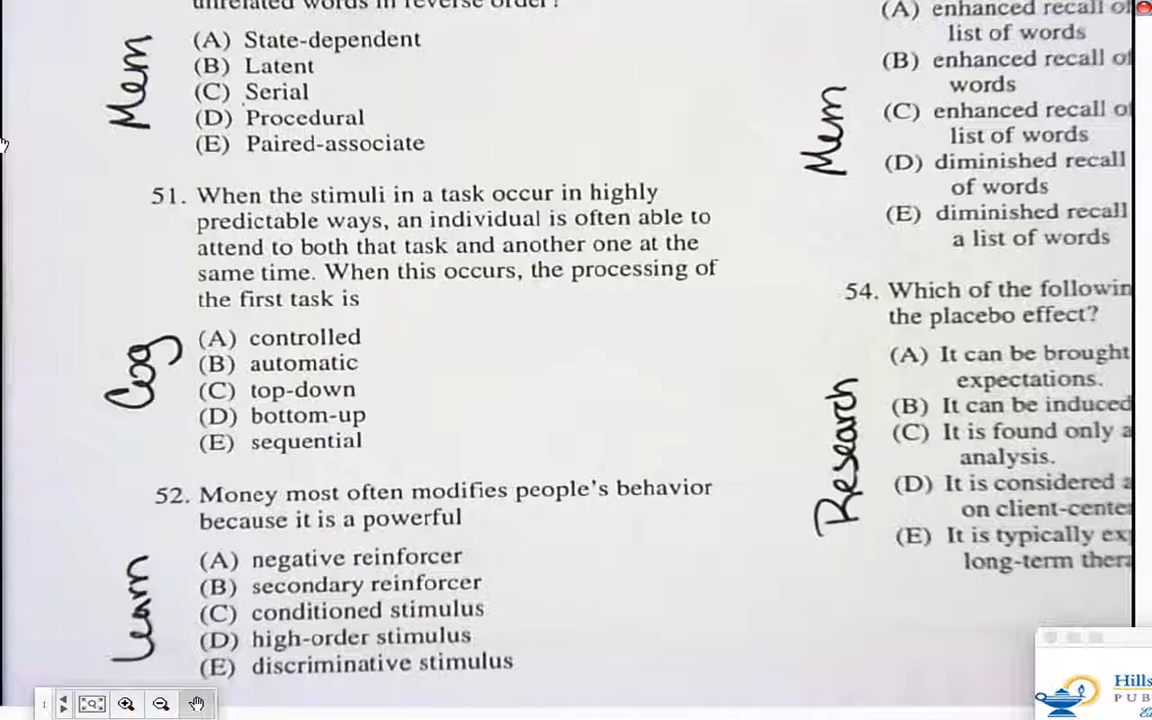 unrelated words in reverse order?
(A) State-dependent
(B) Latent
(C) Serial
(D) Procedural
(E) Paired-associate
Mem
51. When the stimuli in a task occur in highly
predictable ways, an individual is often able to
attend to both that task and another one at the
same time. When this occurs, the processing of
the first task is
(A) controlled
(B) automatic
(C) top-down
(D) bottom-up
(E) sequential
Cog
52. Money most often modifies people's behavior
because it is a powerful
(A) negative reinforcer
(B) secondary reinforcer
(C) conditioned stimulus
(D) high-order stimulus
(E) discriminative stimulus
Learn
(A) enhanced recall of
list of words
(B) enhanced recall of
words
(C) enhanced recall of
list of words
(D) diminished recall
of words
(E) diminished recall
a list of words
Mem
54. Which of the followin
the placebo effect?
(A) It can be brought
expectations.
(B) It can be induced
(C) It is found only a
analysis.
(D) It is considered a
on client-cente
(E) It is typically ex
long-term thera
Research
Hills
PUB